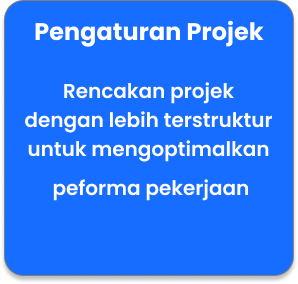 Pengaturan Projek
Rencakan projek
dengan lebih terstruktur
untuk mengoptimalkan
peforma pekerjaan